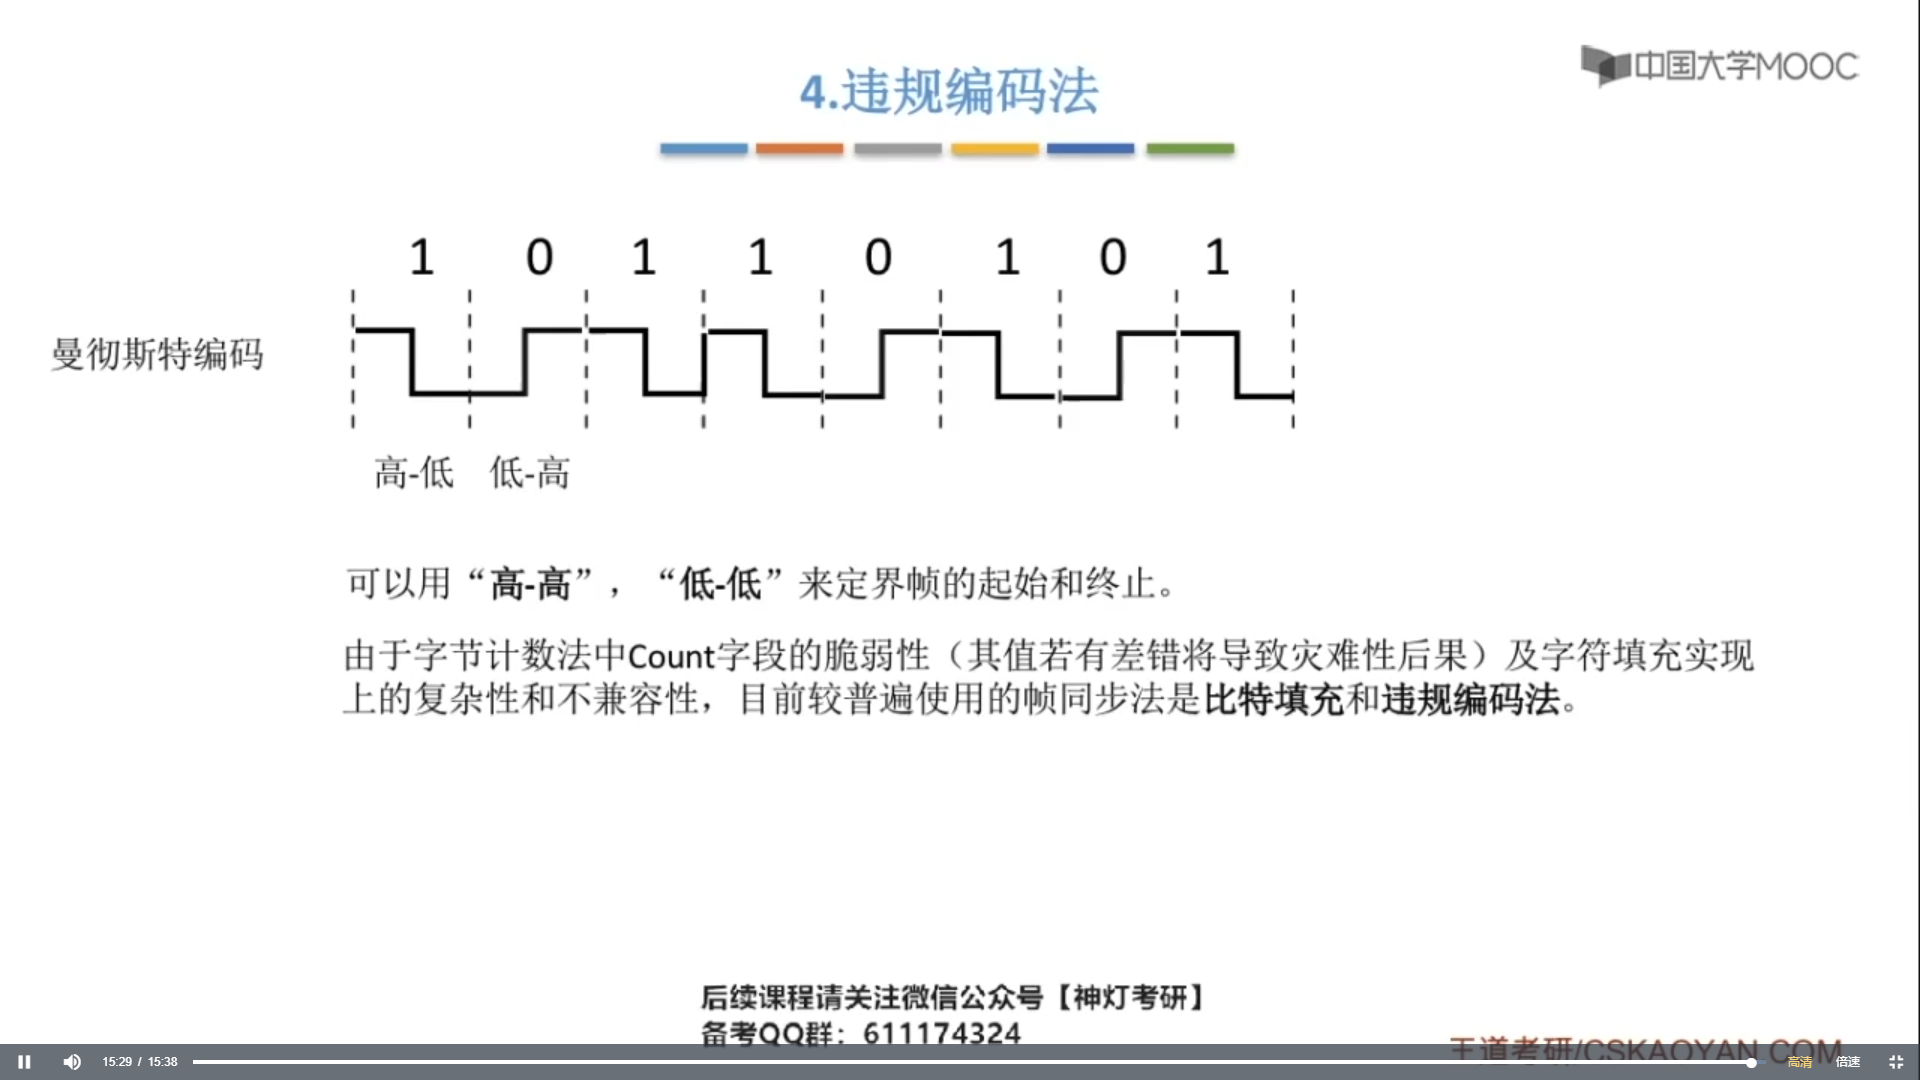 中国大学MOOC
4.违规编码法
1 0 1 1 0 1 0 1
曼彻斯特编码
高-低 低-高
可以用“高-高”，“低-低”来定界帧的起始和终止。
由于字节计数法中Count字段的脆弱性（其值若有差错将导致灾难性后果）及字符填充实现
上的复杂性和不兼容性，目前较普遍使用的帧同步法是比特填充和违规编码法。
后续课程请关注微信公众号【神灯考研】
备考QQ群：611174324
王道考研/CSKAOYAN.COM
15:29 / 15:38
高清 倍速